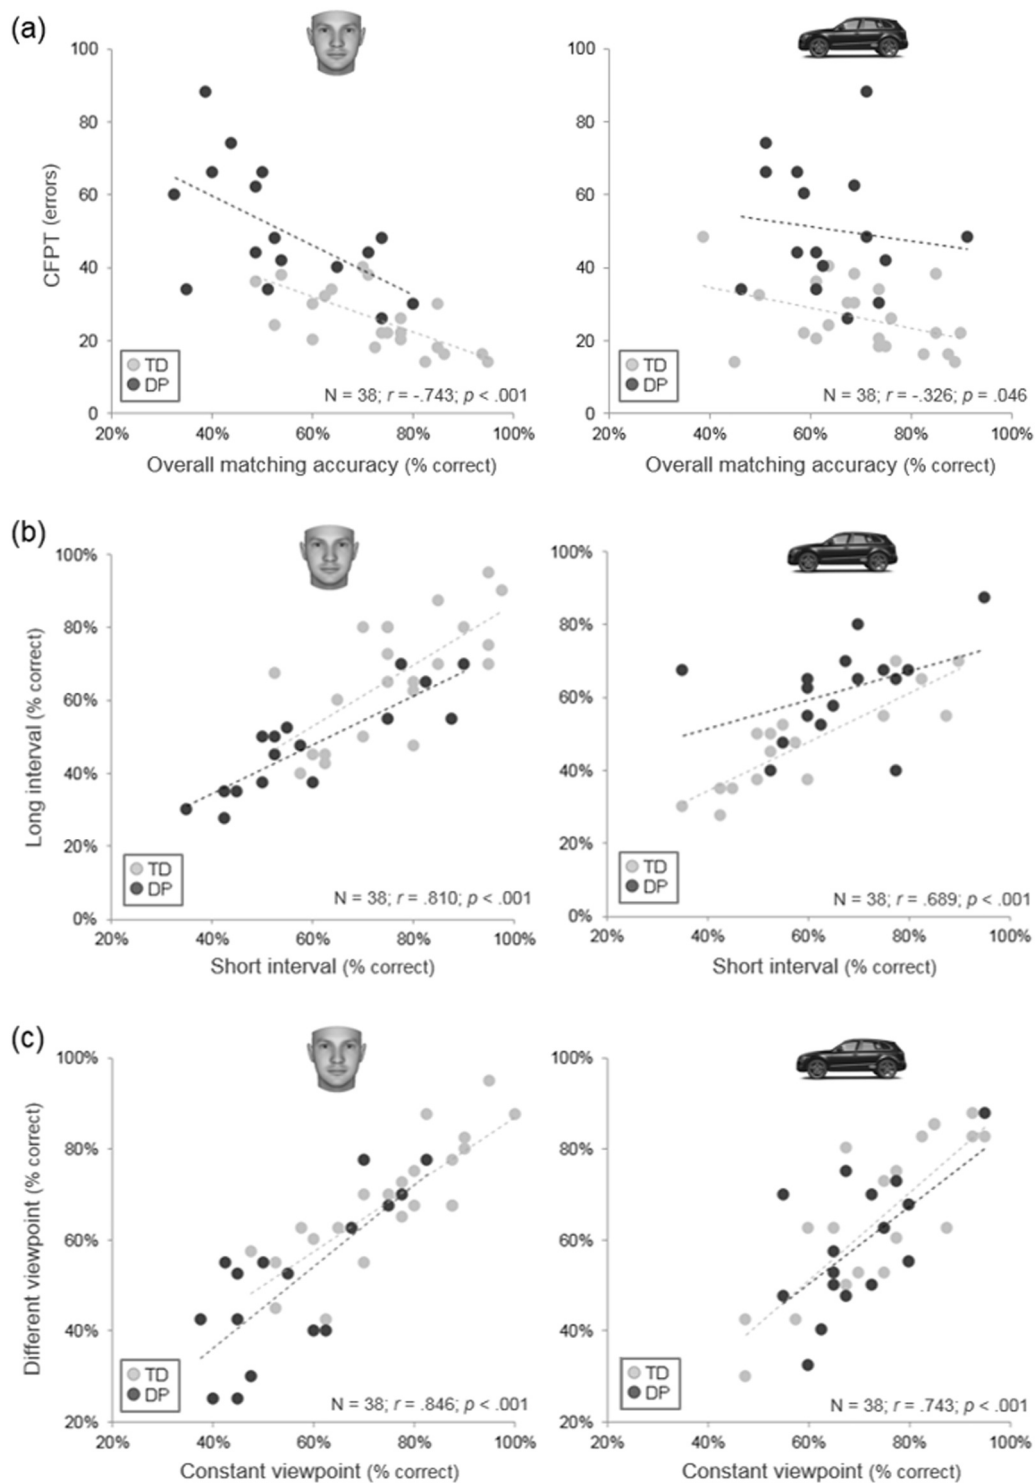 (a)
100
80
60
40
20
0
CFPT (errors)
TD
DP
N = 38; r = -.743; p < .001
20% 40% 60% 80% 100%
Overall matching accuracy (% correct)
100
80
60
40
20
0
TD
DP
N = 38; r = -.326; p = .046
20% 40% 60% 80% 100%
Overall matching accuracy (% correct)
(b)
100%
80%
60%
40%
20%
0%
Long interval (% correct)
TD
DP
N = 38; r = .810; p < .001
20% 40% 60% 80% 100%
Short interval (% correct)
100%
80%
60%
40%
20%
0%
TD
DP
N = 38; r = .689; p < .001
20% 40% 60% 80% 100%
Short interval (% correct)
(c)
100%
80%
60%
40%
20%
Different viewpoint (% correct)
TD
DP
N = 38; r = .846; p < .001
20% 40% 60% 80% 100%
Constant viewpoint (% correct)
100%
80%
60%
40%
20%
TD
DP
N = 38; r = .743; p < .001
20% 40% 60% 80% 100%
Constant viewpoint (% correct)